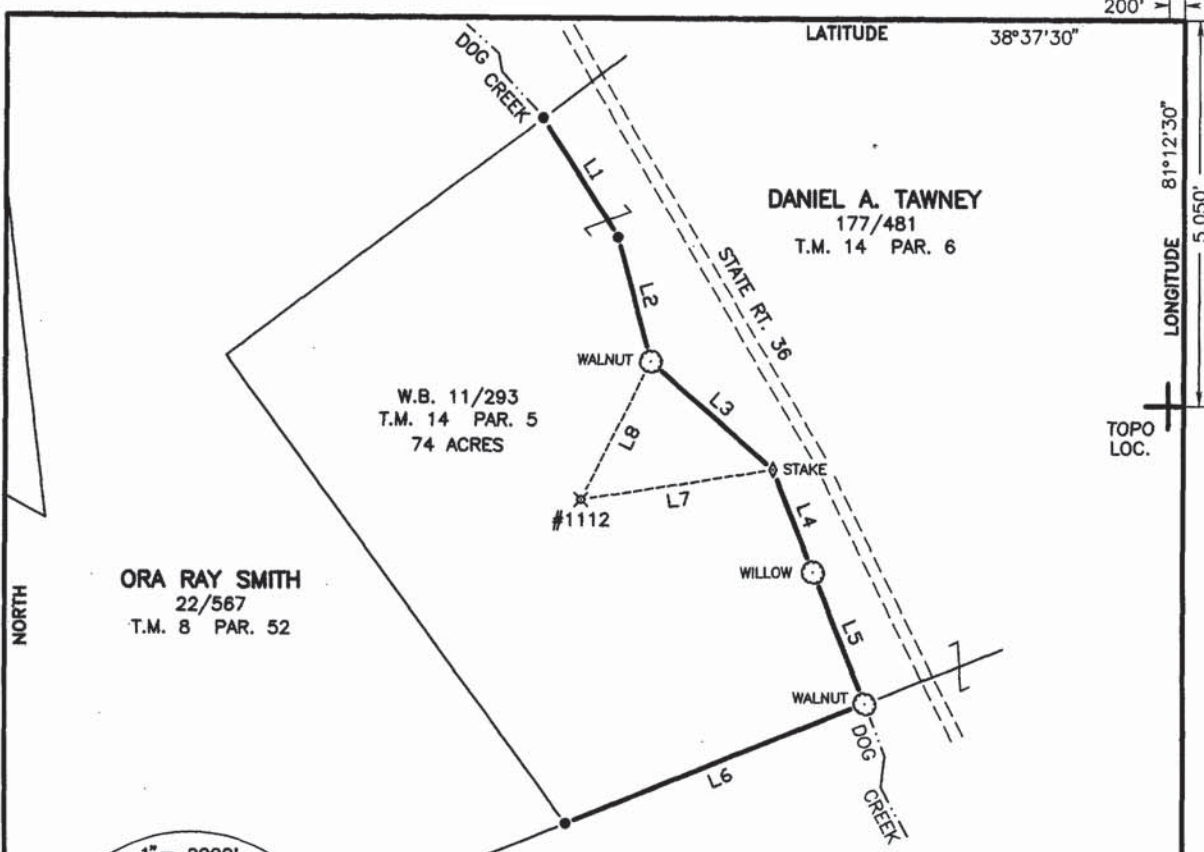 200'
LATITUDE 38°37'30"
DOG CREEK
81°12'30"
5,050'
LONGITUDE
L1
DANIEL A. TAWNEY
177/481
T.M. 14 PAR. 6
STATE RT. 36
L2
WALNUT
L3
W.B. 11/293
T.M. 14 PAR. 5
74 ACRES
TOPO
LOC.
L8
STAKE
L7
#1112
L4
WILLOW
ORA RAY SMITH
22/567
T.M. 8 PAR. 52
NORTH
L5
WALNUT
DOG
CREEK
L6